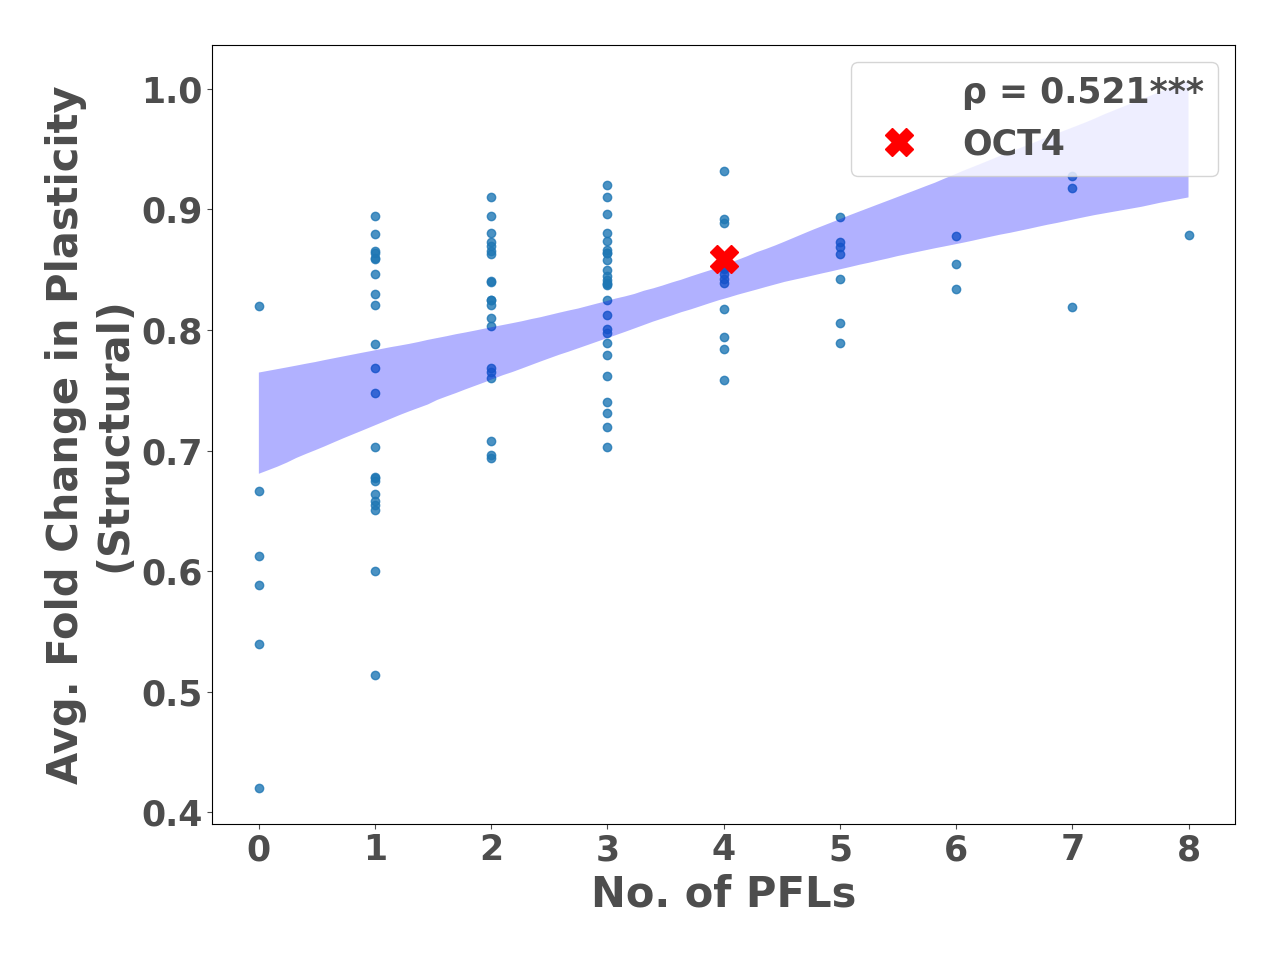 ρ = 0.521***
OCT4
Avg. Fold Change in Plasticity
(Structural)
1.0
0.9
0.8
0.7
0.6
0.5
0.4
0 1 2 3 4 5 6 7 8
No. of PFLs